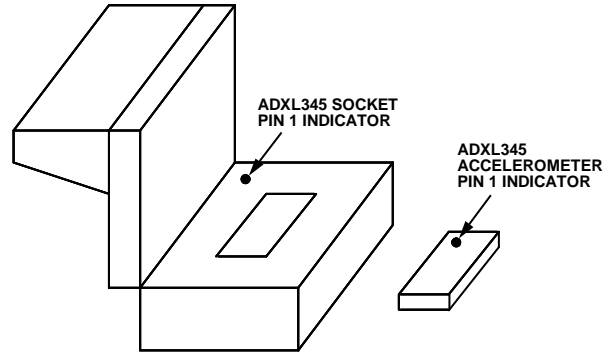 ADXL345 SOCKET
PIN 1 INDICATOR
ADXL345
ACCELEROMETER
PIN 1 INDICATOR